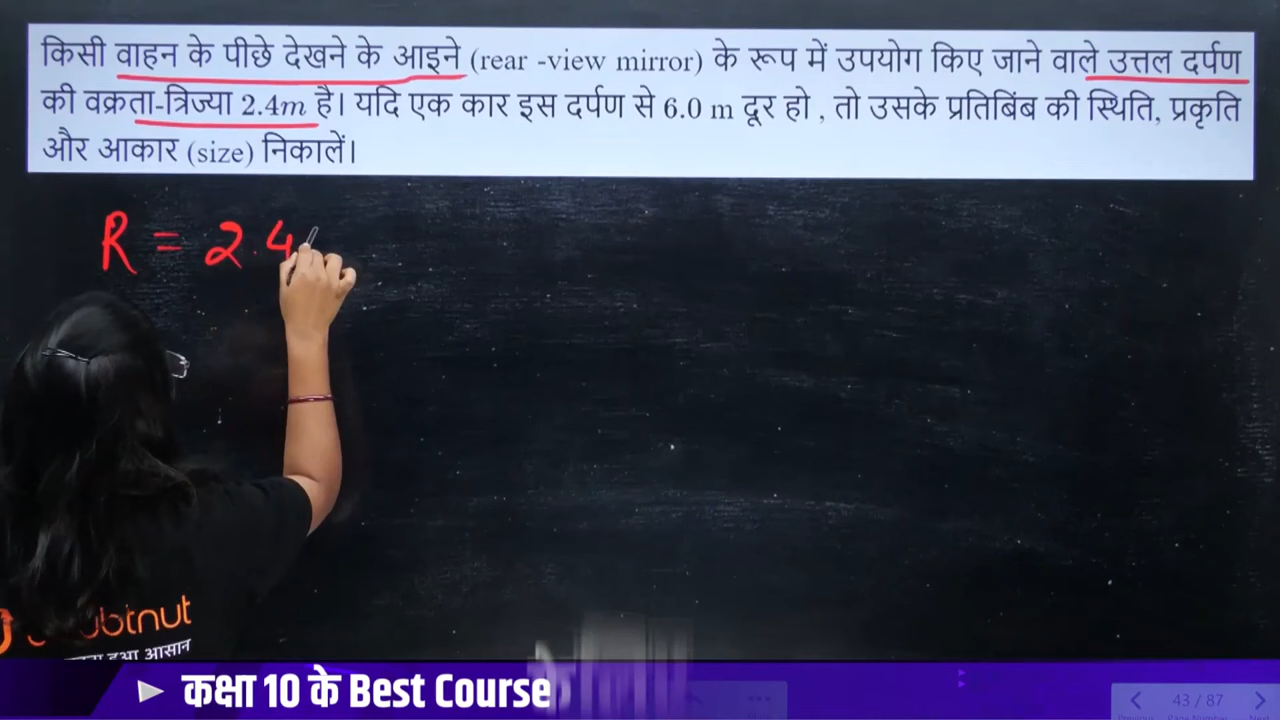 किसी वाहन के पीछे देखने के आइने (rear -view mirror) के रूप में उपयोग किए जाने वाले उत्तल दर्पण
की वक्रता-त्रिज्या 2.4m है। यदि एक कार इस दर्पण से 6.0 m दूर हो , तो उसके प्रतिबिंब की स्थिति, प्रकृति
और आकार (size) निकालें।
R = 2.4
आसान
कक्षा 10 के Best Course
43 / 87